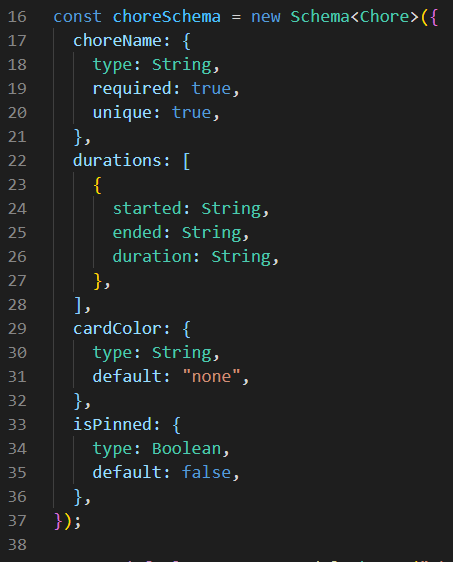 16 const choreSchema = new Schema<Chore>({
17   choreName: {
18     type: String,
19     required: true,
20     unique: true,
21   },
22   durations: [
23     {
24       started: String,
25       ended: String,
26       duration: String,
27     },
28   ],
29   cardColor: {
30     type: String,
31     default: "none",
32   },
33   isPinned: {
34     type: Boolean,
35     default: false,
36   },
37 });
38